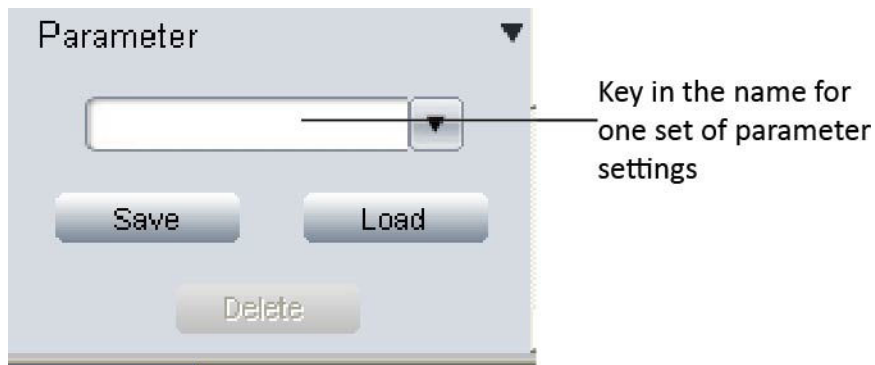 Parameter
Key in the name for
one set of parameter
settings
Save Load
Delete